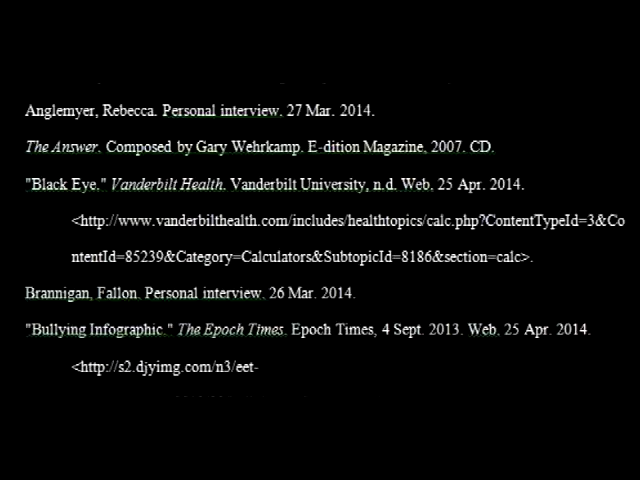 Anglemyer, Rebecca. Personal interview. 27 Mar. 2014.
The Answer. Composed by Gary Wehrkamp. E-dition Magazine, 2007. CD.
"Black Eye." Vanderbilt Health. Vanderbilt University, n.d. Web. 25 Apr. 2014.
<http://www.vanderbilthealth.com/includes/healthtopics/calc.php?ContentTypeId=3&Co
ntentId=85239&Category=Calculators&SubtopicId=8186&section=calc>.
Brannigan, Fallon. Personal interview. 26 Mar. 2014.
"Bullying Infographic." The Epoch Times. Epoch Times, 4 Sept. 2013. Web. 25 Apr. 2014.
<http://s2.djyimg.com/n3/eet-